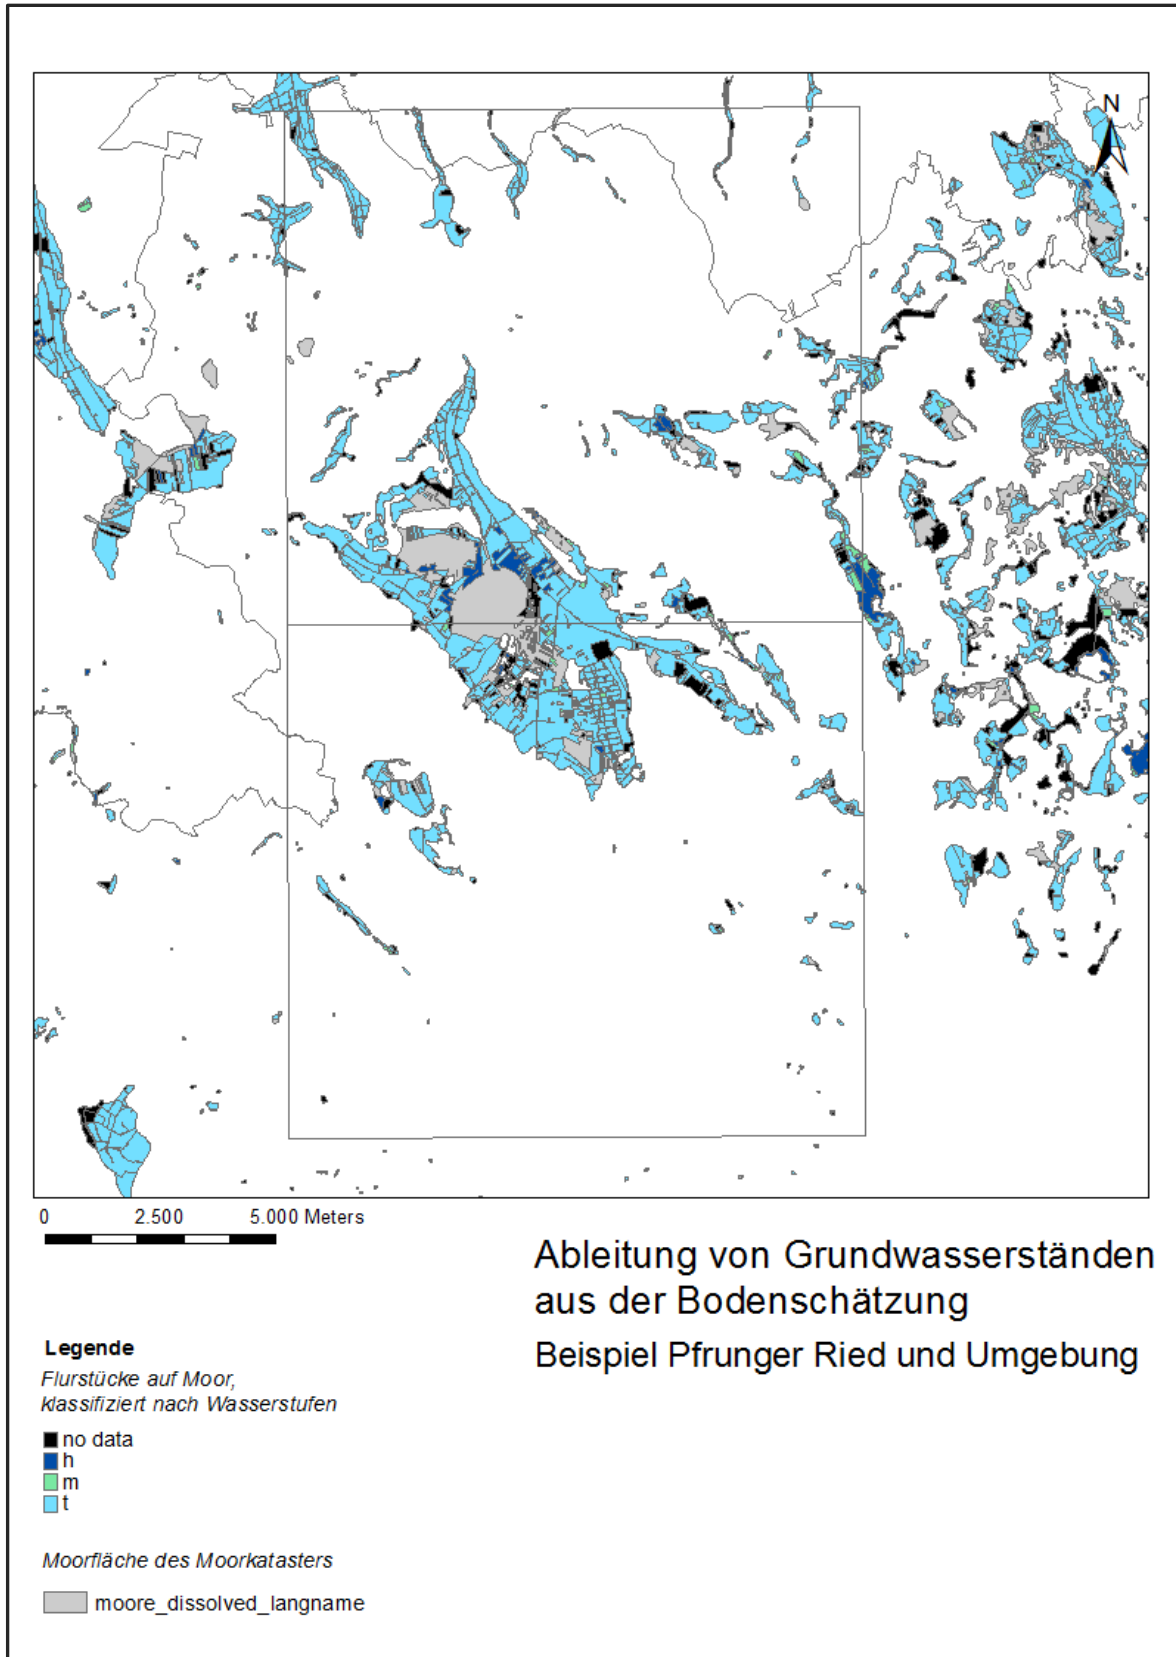 N
0 2.500 5.000 Meters
Ableitung von Grundwasserständen
aus der Bodenschätzung
Beispiel Pfrunger Ried und Umgebung
Legende
Flurstücke auf Moor,
klassifiziert nach Wasserstufen
no data
h
m
t
Moorfläche des Moorkatasters
moore_dissolved_langname